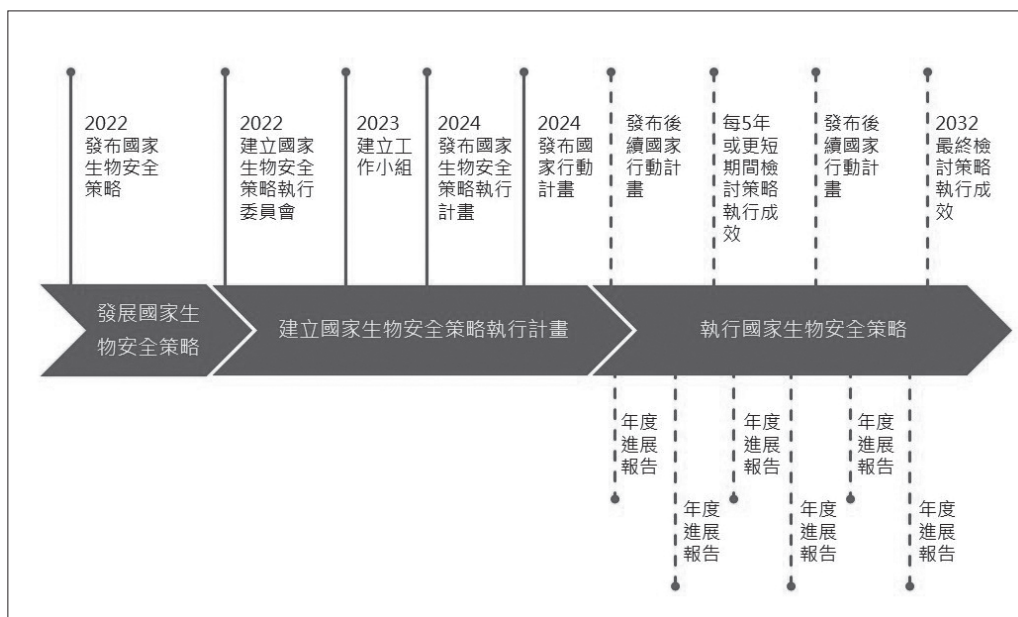 2022
發布國家
生物安全
策略
2022
建立國家
生物安全
策略執行
委員會
2023
建立工
作小組
2024
發布國家
生物安全
策略執行
計畫
2024
發布國
家行動
計畫
發布後
續國家
行動計
畫
每5年
或更短
期間檢
討策略
執行成
效
發布後
續國家
行動計
畫
2032
最終檢
討策略
執行成
效
發展國家生
物安全策略
建立國家生物安全策略執行計畫
執行國家生物安全策略
年度
進展
報告
年度
進展
報告
年度
進展
報告
年度
進展
報告
年度
進展
報告
年度
進展
報告